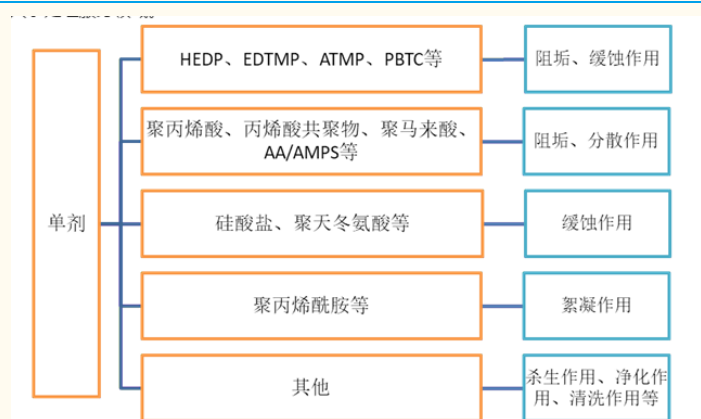 HEDP、EDTMP、ATMP、PBTC等
阻垢、缓蚀作用
聚丙烯酸、丙烯酸共聚物、聚马来酸、
AA/AMPS等
阻垢、分散作用
单剂
硅酸盐、聚天冬氨酸等
缓蚀作用
聚丙烯酰胺等
絮凝作用
其他
杀生作用、净化作
用、清洗作用等